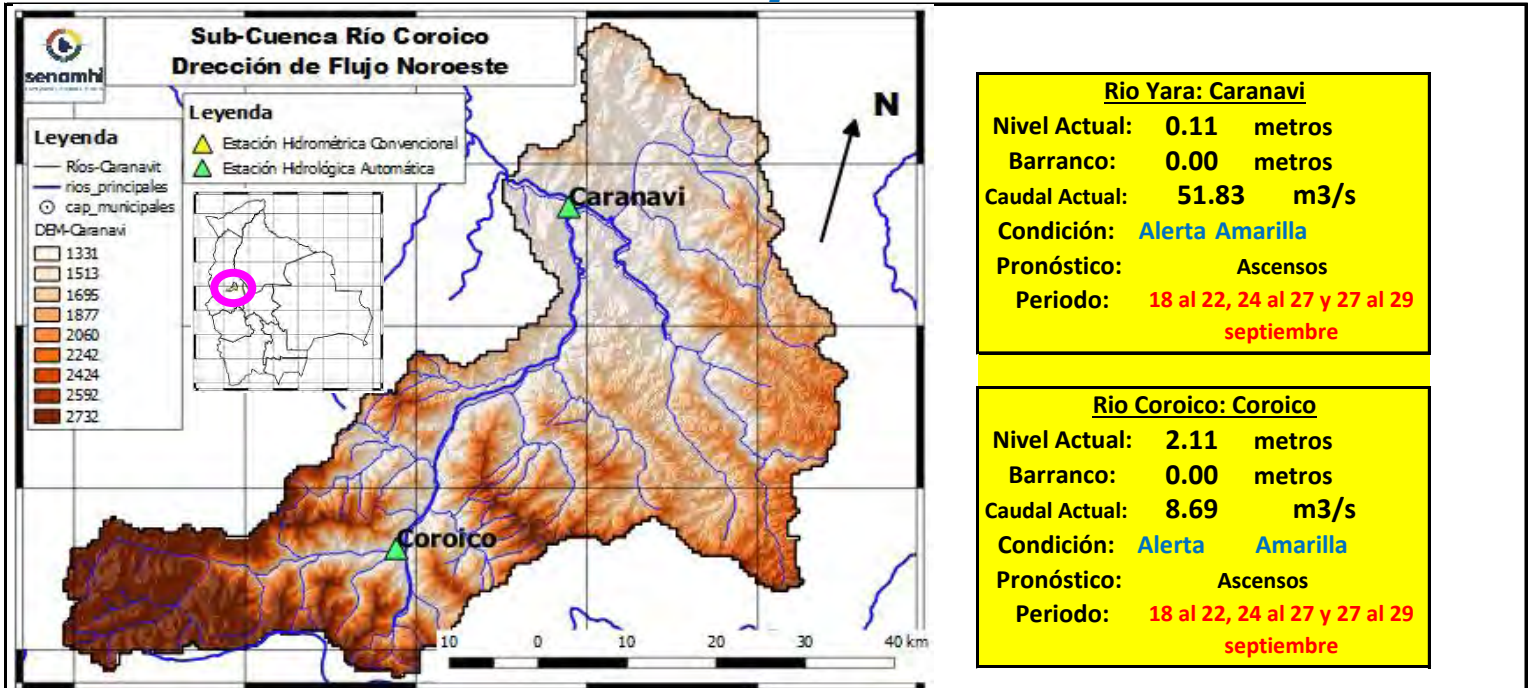 senamhi
Sub-Cuenca Río Coroico
Drección de Flujo Noroeste
Leyenda
Estación Hidrométrica Convencional
Estación Hidrológica Automática
Leyenda
Ríos-Caranavit
rios_principales
cap_municipales
DEM-Caranavi
1331
1513
1695
1877
2060
2242
2424
2592
2732
N
Caranavi
Coroico
10 0 10 20 30 40 km
Rio Yara: Caranavi
Nivel Actual: 0.11 metros
Barranco: 0.00 metros
Caudal Actual: 51.83 m3/s
Condición: Alerta Amarilla
Pronóstico: Ascensos
Periodo: 18 al 22, 24 al 27 y 27 al 29
septiembre
Rio Coroico: Coroico
Nivel Actual: 2.11 metros
Barranco: 0.00 metros
Caudal Actual: 8.69 m3/s
Condición: Alerta Amarilla
Pronóstico: Ascensos
Periodo: 18 al 22, 24 al 27 y 27 al 29
septiembre